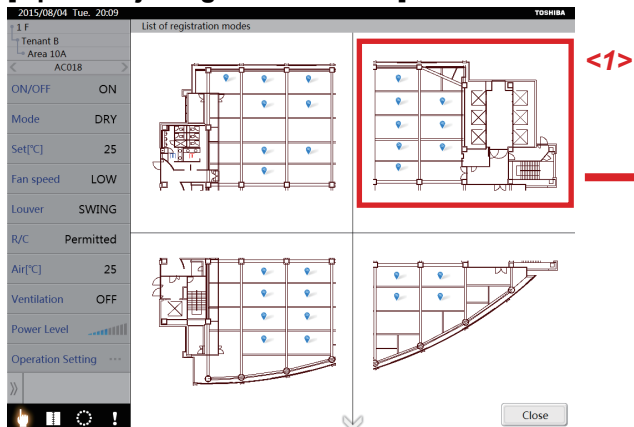 2015/08/04 Tue. 20:09
TOSHIBA
1 F
Tenant B
Area 10A
< AC018 >
List of registration modes
<1>
ON/OFF ON
Mode DRY
Set[°C] 25
Fan speed LOW
Louver SWING
R/C Permitted
Air[°C] 25
Ventilation OFF
Power Level
Operation Setting ...
Close